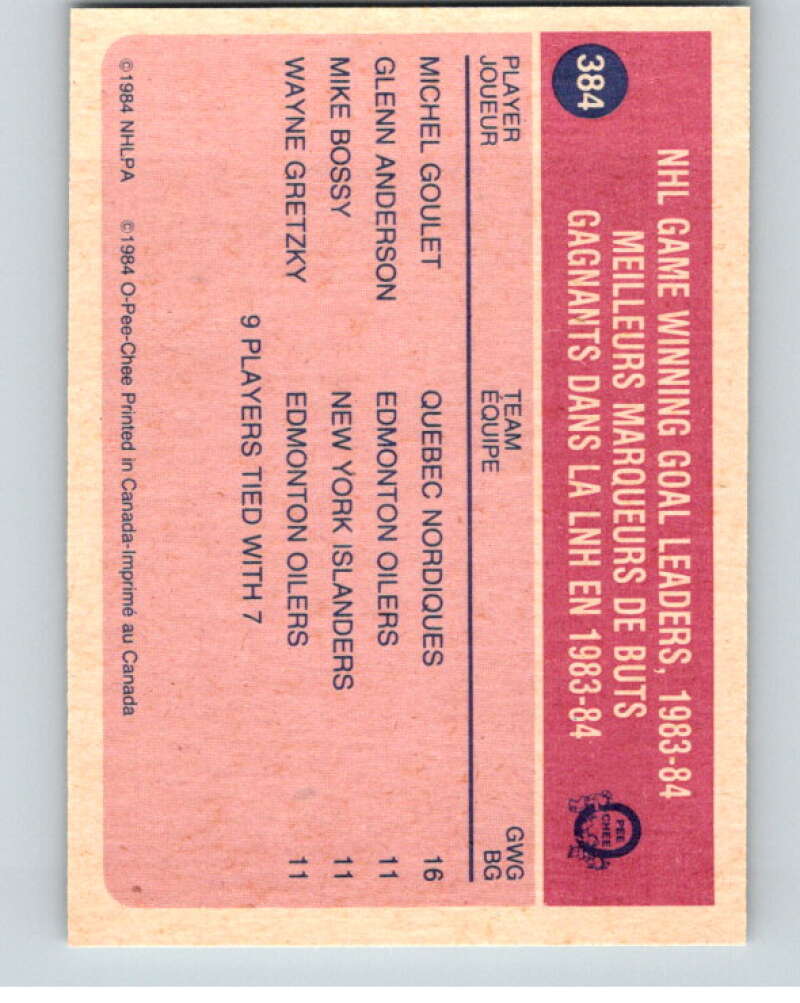 384
NHL GAME WINNING GOAL LEADERS, 1983-84
MEILLEURS MARQUEURS DE BUTS
GAGNANTS DANS LA LNH EN 1983-84
O
PEE
CHEE
PLAYER TEAM GWG
JOUEUR ÉQUIPE BG
MICHEL GOULET QUEBEC NORDIQUES 16
GLENN ANDERSON EDMONTON OILERS 11
MIKE BOSSY NEW YORK ISLANDERS 11
WAYNE GRETZKY EDMONTON OILERS 11
9 PLAYERS TIED WITH 7
©1984 NHLPA ©1984 O-Pee-Chee Printed in Canada-Imprimé au Canada